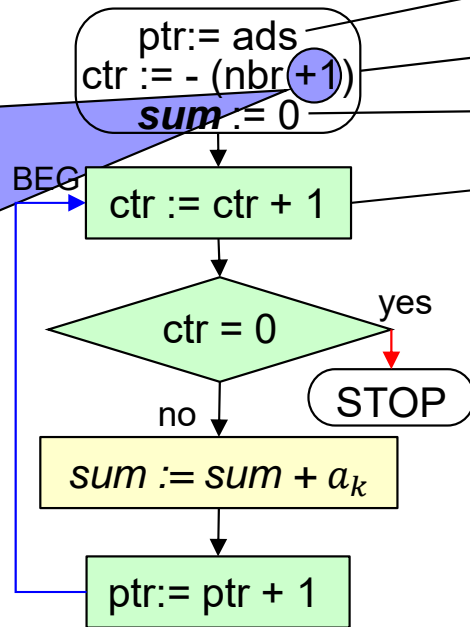 ptr:= ads
ctr := - (nbr +1)
sum := 0
BEG
ctr := ctr + 1
ctr = 0
yes
STOP
no
sum := sum + aₖ
ptr:= ptr + 1